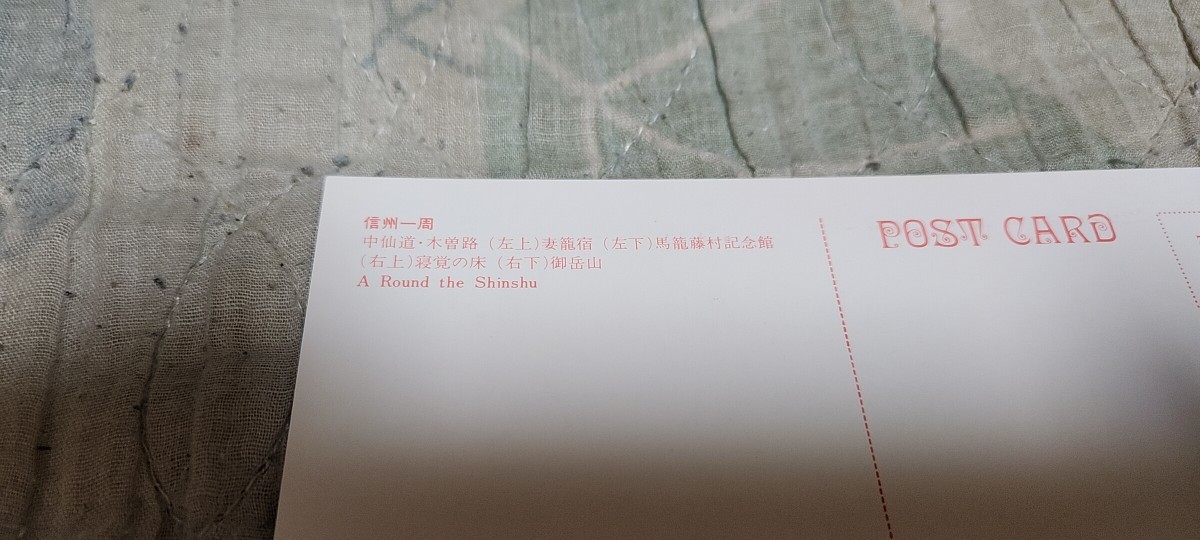 信州一周
中仙道・木曽路 (左上)妻籠宿 (左下)馬籠藤村記念館
(右上)寝覚の床 (右下)御岳山
A Round the Shinshu
POST CARD